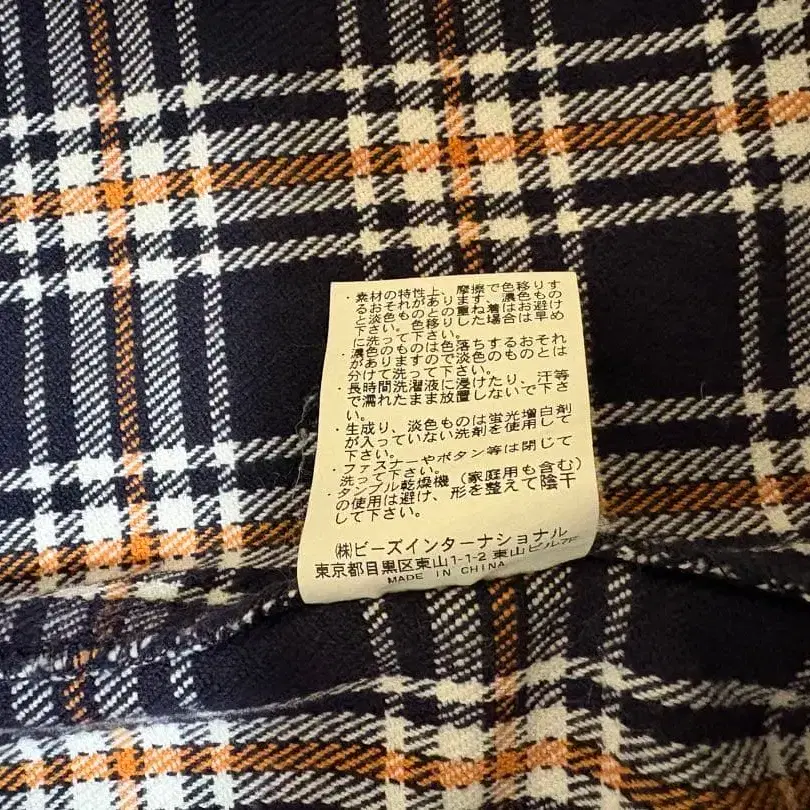 ・素材の特性上、摩擦で色移りす
るおそれがあります、濃色もの
と淡色ものとの重ね着はお避け
下さい。色移りした場合は早め
に洗って下さい。
・濃色のものは色落ちするおそれ
がありますので淡色のものとは
分けて洗って下さい。
・長時間洗濯液に浸けたり、汗等
で濡れたまま放置しないで下さ
い。
・生成り、淡色ものは蛍光増白剤
が入っていない洗剤を使用して
下さい。
・ファスナーやボタン等は閉じて
洗って下さい。
・タンブル乾燥機（家庭用も含む）
の使用は避け、形を整えて陰干
しして下さい。
㈱ビーズインターナショナル
東京都目黒区東山1-1-2 東山ビル7F
MADE IN CHINA